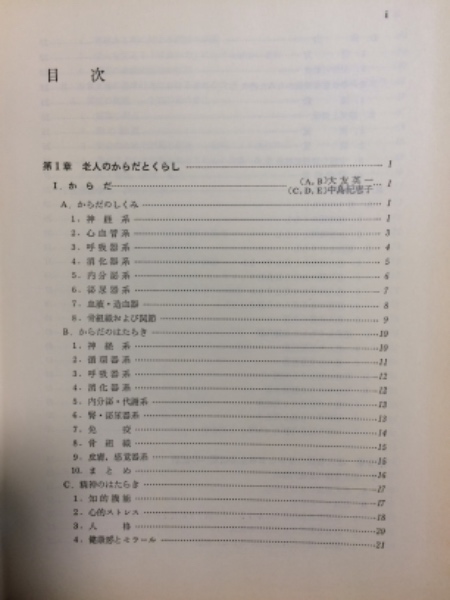 i
目 次
第1章 老人のからだとくらし 1
I. からだ (A, B)大友英一 (C, D, E)中島紀恵子 1
A. からだのしくみ 1
1. 神経系 1
2. 心血管系 3
3. 呼吸器系 4
4. 消化器系 5
5. 内分泌系 6
6. 泌尿器系 7
7. 血液・造血器 8
8. 骨組織および関節 9
B. からだのはたらき 10
1. 神経系 10
2. 循環器系 11
3. 呼吸器系 12
4. 消化器系 12
5. 内分泌・代謝系 13
6. 腎・泌尿器系 13
7. 免疫 14
8. 骨組織 15
9. 皮膚，感覚器系 15
10. まとめ 16
C. 精神のはたらき 17
1. 知的機能 17
2. 心的ストレス 18
3. 人格 20
4. 健康感とモラール 21